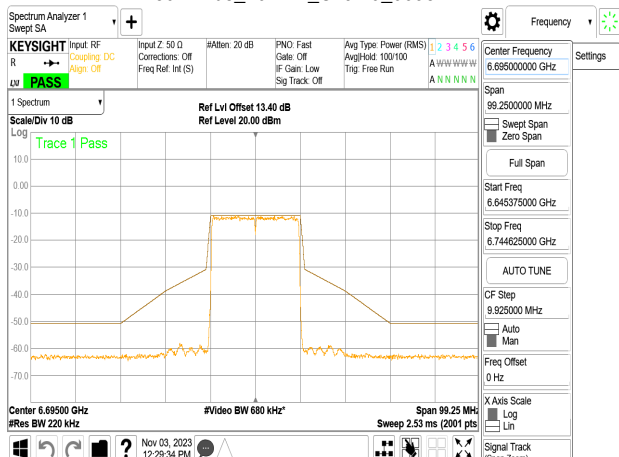 Spectrum Analyzer 1
Swept SA
Frequency
KEYSIGHT
R
LXI
PASS
Input: RF
Coupling: DC
Align: Off
Input Z: 50 Ω
Corrections: Off
Freq Ref: Int (S)
#Atten: 20 dB
PNO: Fast
Gate: Off
IF Gain: Low
Sig Track: Off
Avg Type: Power (RMS)
Avg|Hold: 100/100
Trig: Free Run
1 2 3 4 5 6
A W W W W W
A N N N N N
1 Spectrum
Scale/Div 10 dB
Ref Lvl Offset 13.40 dB
Ref Level 20.00 dBm
Log
Trace 1 Pass
10.0
0.00
-10.0
-20.0
-30.0
-40.0
-50.0
-60.0
-70.0
Center 6.69500 GHz
#Res BW 220 kHz
#Video BW 680 kHz*
Span 99.25 MHz
Sweep 2.53 ms (2001 pts)
Nov 03, 2023
12:29:34 PM
Center Frequency
6.695000000 GHz
Settings
Span
99.2500000 MHz
Swept Span
Zero Span
Full Span
Start Freq
6.645375000 GHz
Stop Freq
6.744625000 GHz
AUTO TUNE
CF Step
9.925000 MHz
Auto
Man
Freq Offset
0 Hz
X Axis Scale
Log
Lin
Signal Track